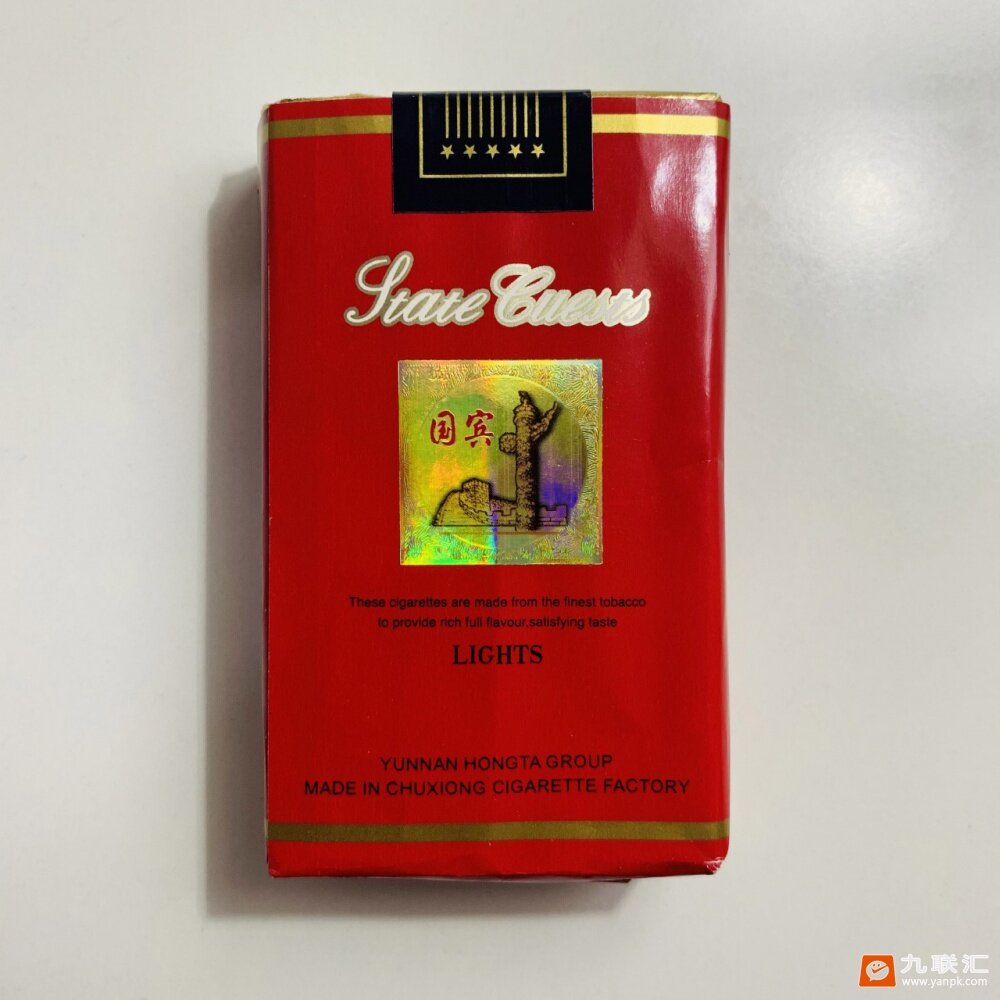 State Guests
国宾
These cigarettes are made from the finest tobacco
to provide rich full flavour,satisfying taste
LIGHTS
YUNNAN HONGTA GROUP
MADE IN CHUXIONG CIGARETTE FACTORY
九联汇
www.yanpk.com